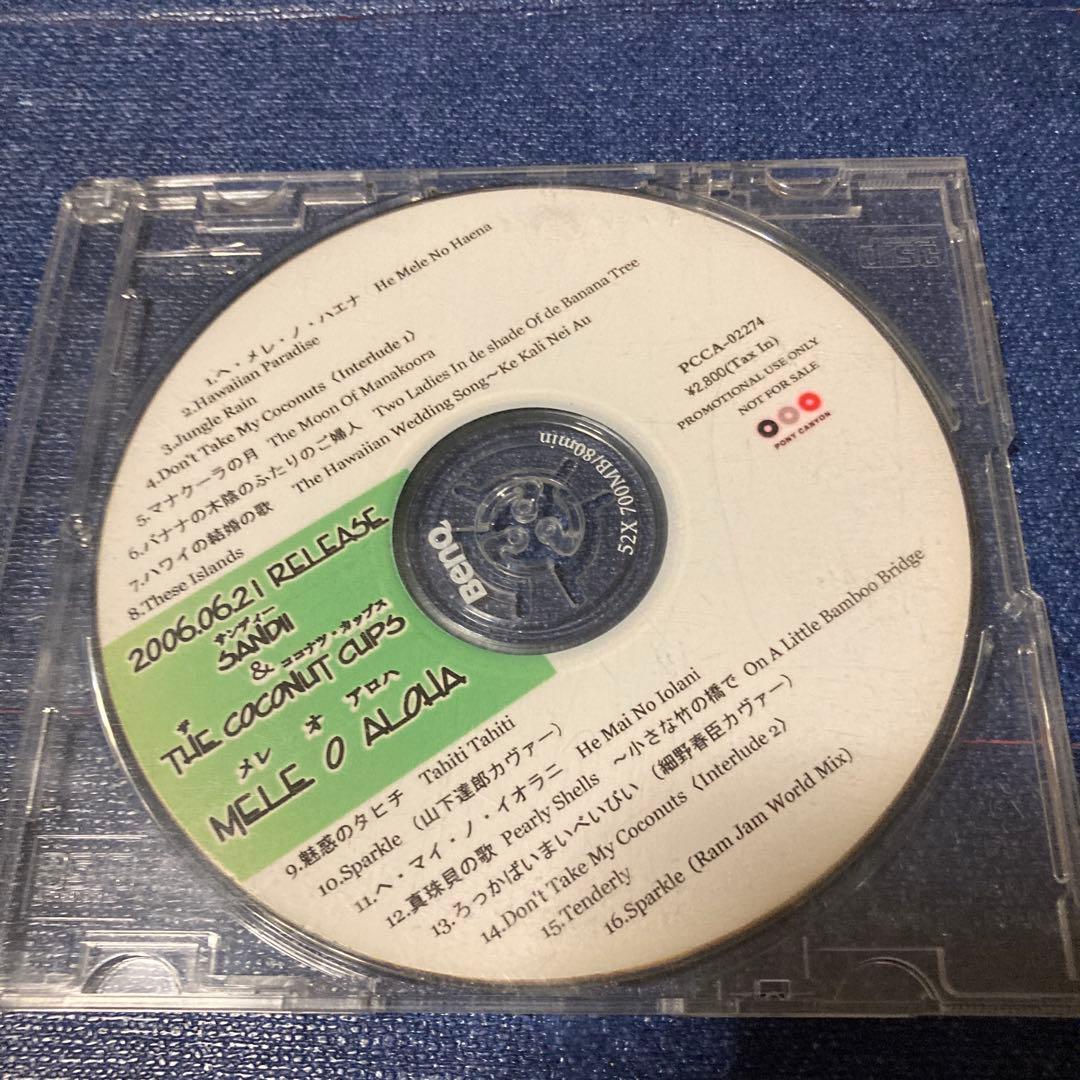 1.ヘ・メレ・ノ・ハエナ He Mele No Haena
2.Hawaiian Paradise
3.Jungle Rain
4.Don't Take My Coconuts〈Interlude 1〉
5.マナクーラの月 The Moon Of Manakoora
6.バナナの木陰のふたりのご婦人 Two Ladies In de shade Of de Banana Tree
7.ハワイの結婚の歌 The Hawaiian Wedding Song~Ke Kali Nei Au
8.These Islands
PCCA-02274
¥2,800(Tax In)
PROMOTIONAL USE ONLY
NOT FOR SALE
PONY CANYON
BenQ
52X 700MB/80min
2006.06.21 RELEASE
サンディー
SANDII
& ココナツ・カップス
ザ
THE COCONUT CUPS
メレ オ アロハ
MELE O ALOHA
9.魅惑のタヒチ Tahiti Tahiti
10.Sparkle（山下達郎カヴァー）
11.ヘ・マイ・ノ・イオラニ He Mai No Iolani
12.真珠貝の歌 Pearly Shells ～小さな竹の橋で On A Little Bamboo Bridge
13.ろっかばいまいべいびい（細野春臣カヴァー）
14.Don't Take My Coconuts〈Interlude 2〉
15.Tenderly
16.Sparkle（Ram Jam World Mix）